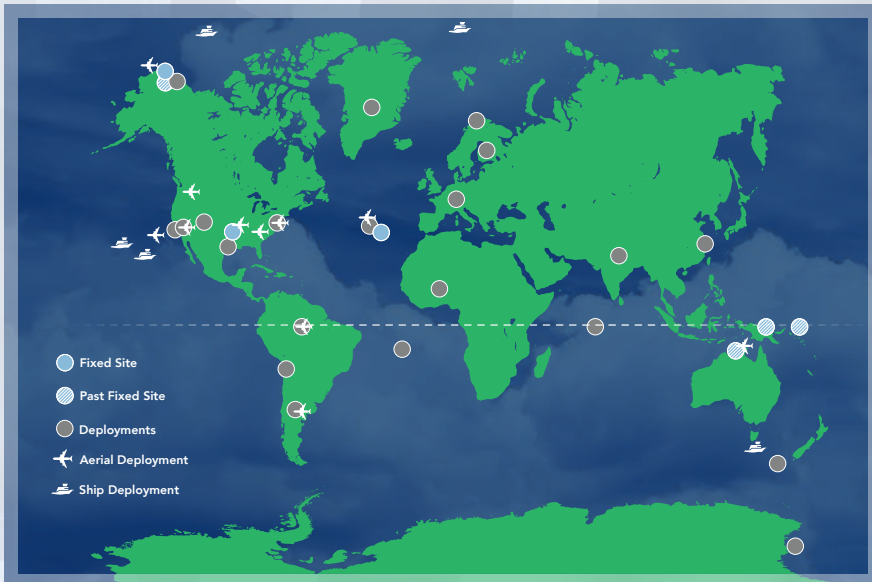 Fixed Site
Past Fixed Site
Deployments
Aerial Deployment
Ship Deployment